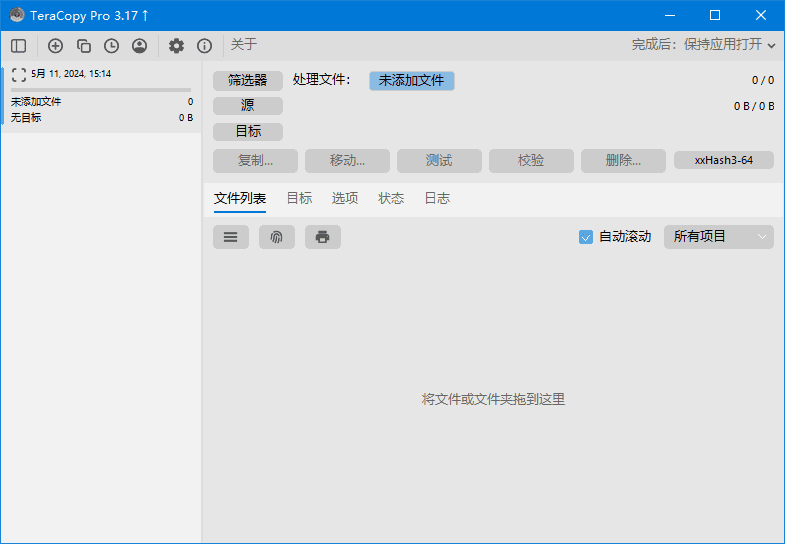 TeraCopy Pro 3.17 ↑
关于
完成后：保持应用打开
5月 11, 2024, 15:14
未添加文件 0
无目标 0 B
筛选器 处理文件： 未添加文件 0 / 0
源 0 B / 0 B
目标
复制... 移动... 测试 校验 删除... xxHash3-64
文件列表 目标 选项 状态 日志
自动滚动 所有项目
将文件或文件夹拖到这里